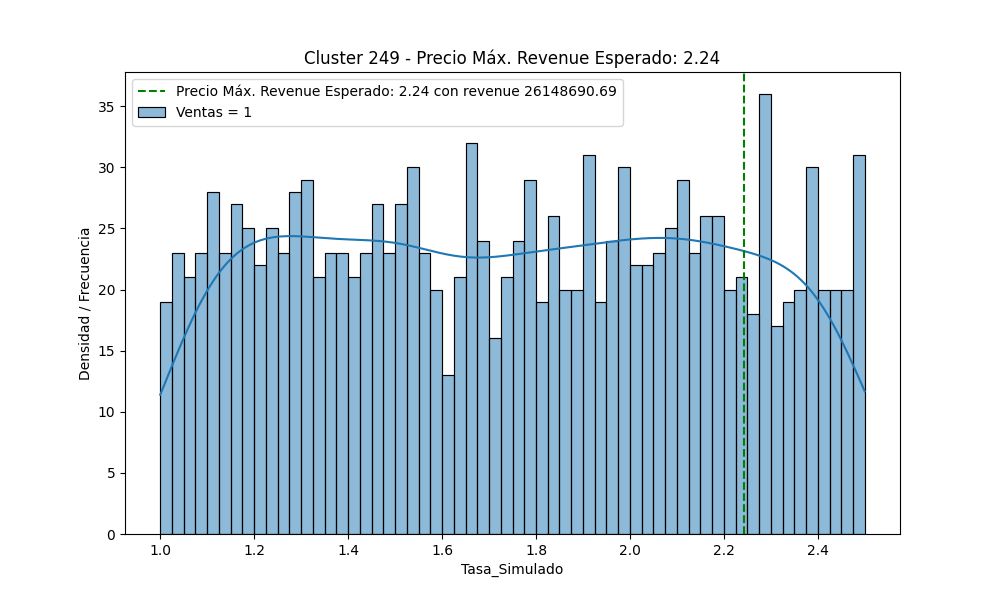 Cluster 249 - Precio Máx. Revenue Esperado: 2.24
Precio Máx. Revenue Esperado: 2.24 con revenue 26148690.69
Ventas = 1
Densidad / Frecuencia
35
30
25
20
15
10
5
0
1.0 1.2 1.4 1.6 1.8 2.0 2.2 2.4
Tasa_Simulado